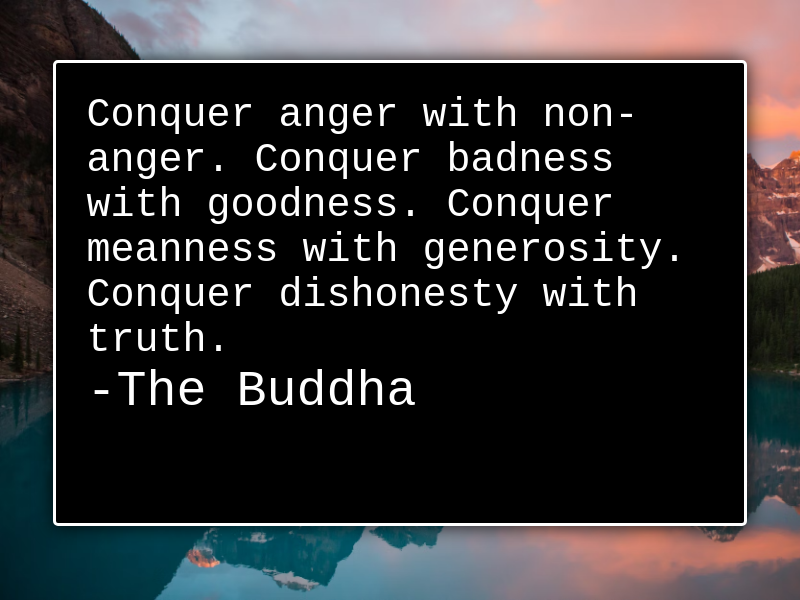 Conquer anger with non-
anger. Conquer badness
with goodness. Conquer
meanness with generosity.
Conquer dishonesty with
truth.
-The Buddha